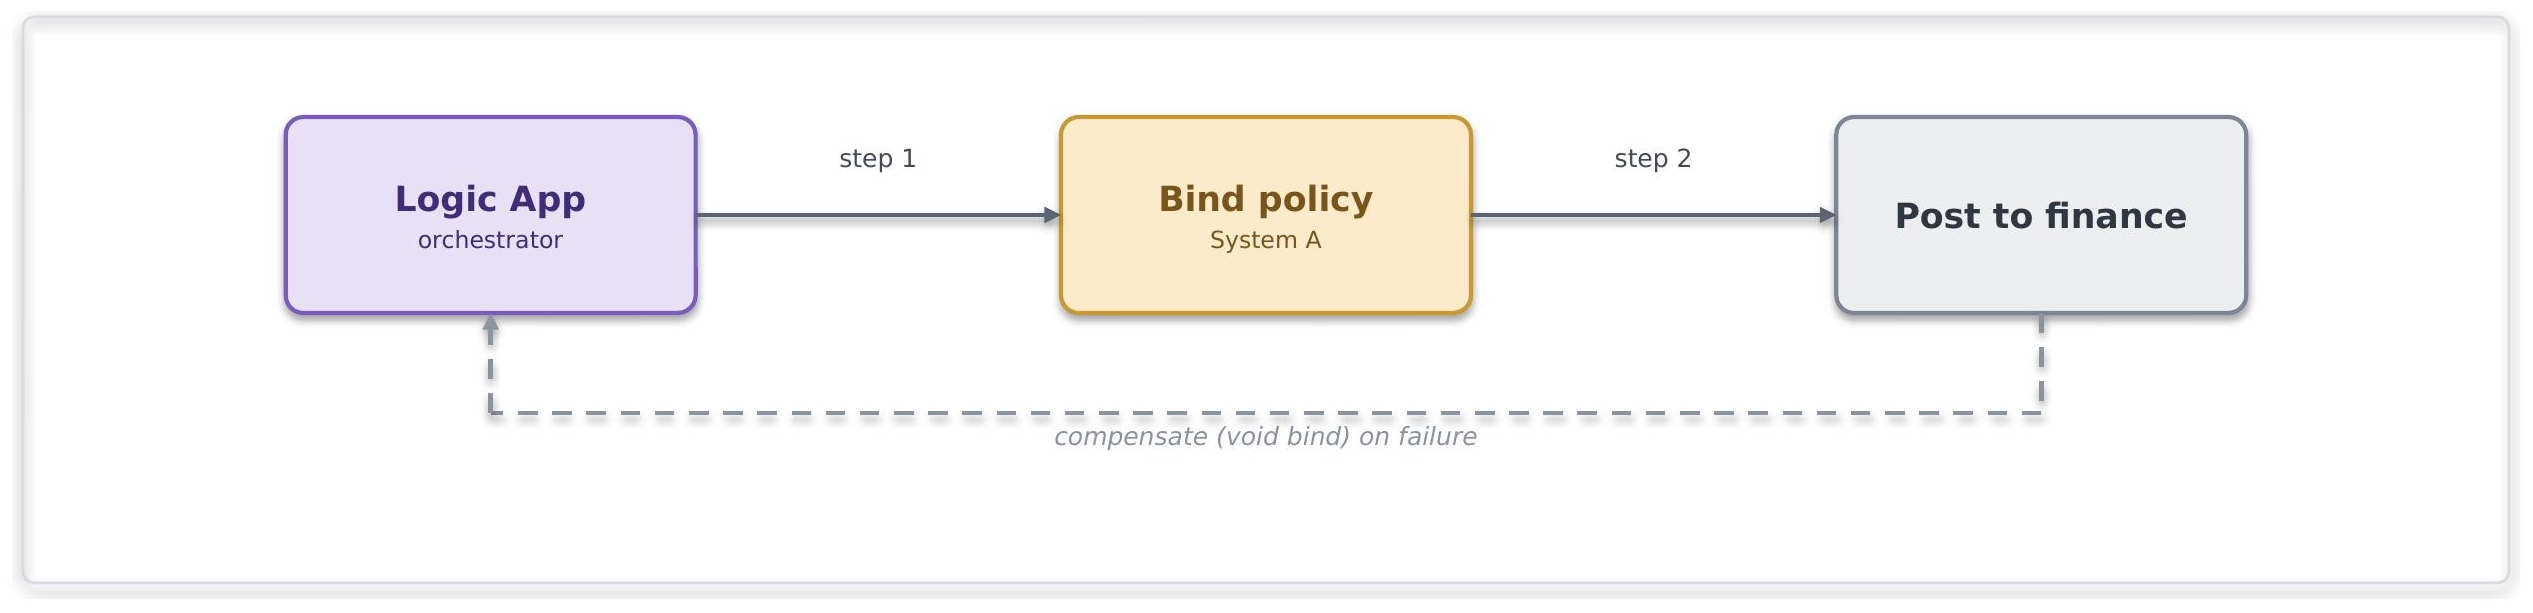 step 1
step 2
Logic App
orchestrator
Bind policy
System A
Post to finance
compensate (void bind) on failure